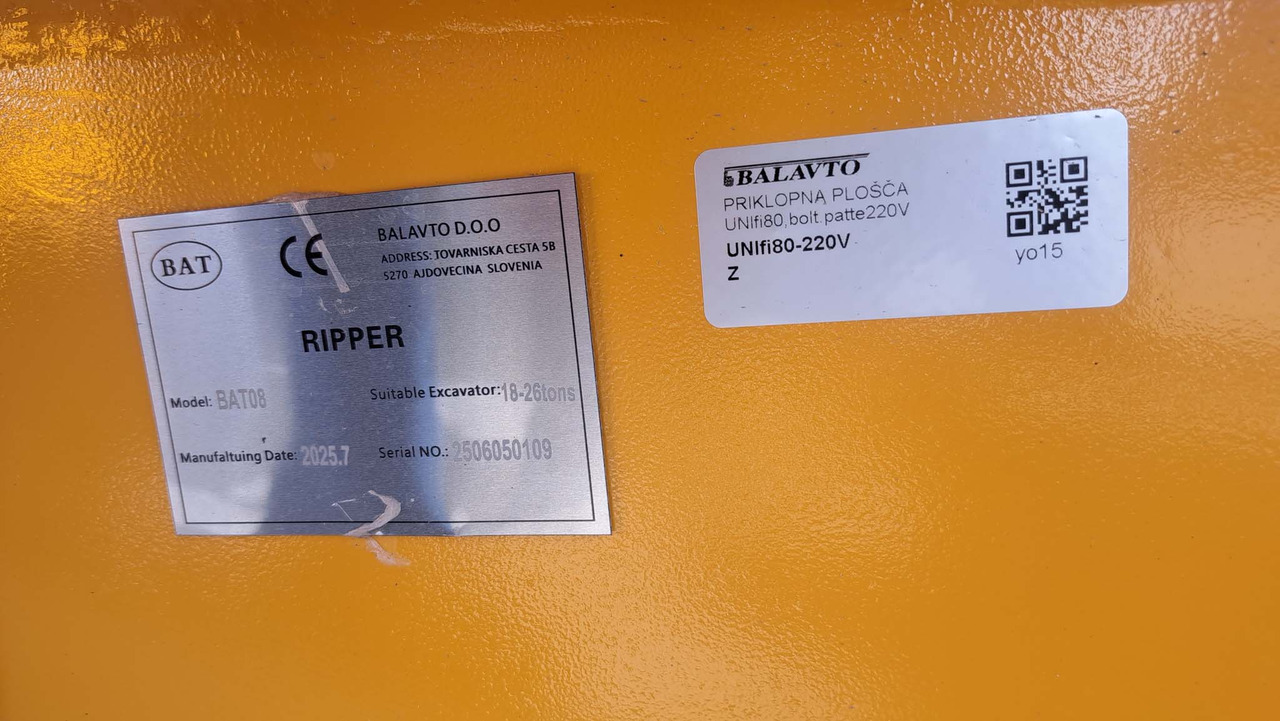 BAT
CE
BALAVTO D.O.O
ADDRESS: TOVARNISKA CESTA 5B
5270 AJDOVECINA SLOVENIA
RIPPER
Model: BAT08
Suitable Excavator: 18-26tons
Manufaltuing Date: 2025.7
Serial NO.: 2506050109
BALAVTO
PRIKLOPNA PLOŠČA
UNIfi80,bolt.patte220V
UNIfi80-220V
Z
yo15